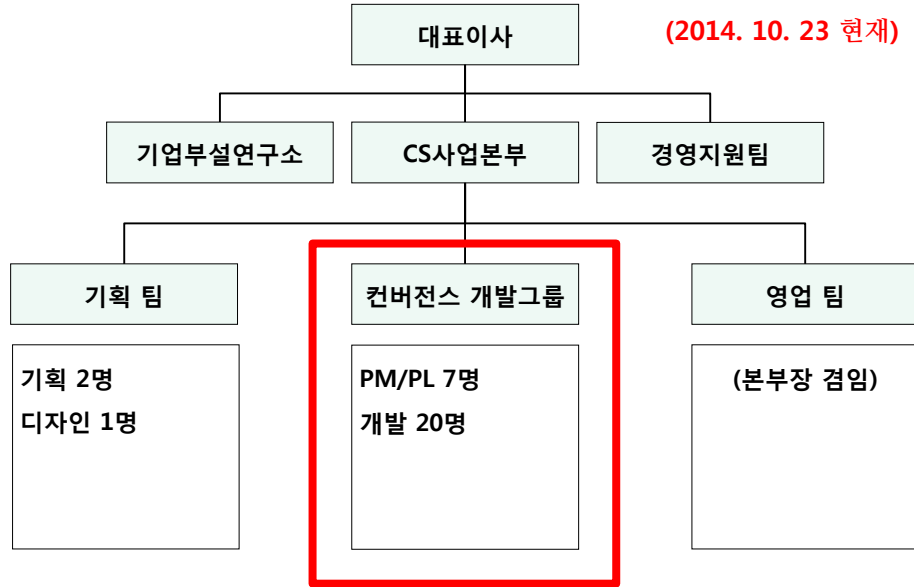 대표이사
(2014. 10. 23 현재)
기업부설연구소
CS사업본부
경영지원팀
기획 팀
컨버전스 개발그룹
영업 팀
기획 2명
디자인 1명
PM/PL 7명
개발 20명
(본부장 겸임)